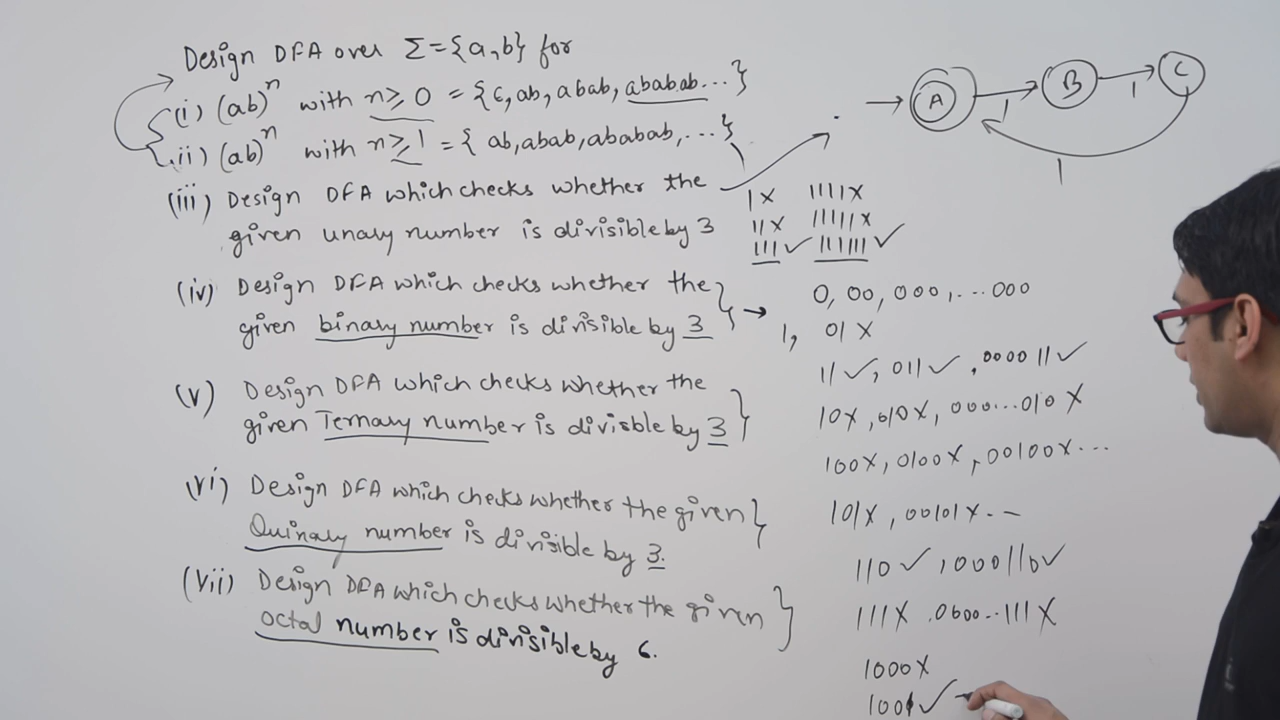 Design DFA over Σ={a,b} for
(i) (ab)ⁿ with n≥0 = {ε, ab, abab, ababab...}
(ii) (ab)ⁿ with n≥1 = { ab, abab, ababab,...}
(iii) Design DFA which checks whether the
given unary number is divisible by 3
(iv) Design DFA which checks whether the
given binary number is divisible by 3
(v) Design DFA which checks whether the
given Ternary number is divisble by 3
(vi) Design DFA which checks whether the given
Quinary number is divisible by 3.
(vii) Design DFA which checks whether the given
octal number is divisible by 6.
A 1 B 1 C
1
1 X 1111 X
11 X 11111 X
111 ✓ 111111 ✓
0, 00, 000, ...000
1, 01 X
11 ✓, 011 ✓, 000011 ✓
10X, 010X, 000...010 X
100X, 0100X, 00100X...
101X, 00101X..
110 ✓, 000110✓
111X, 0000..111X
1000X
1001✓